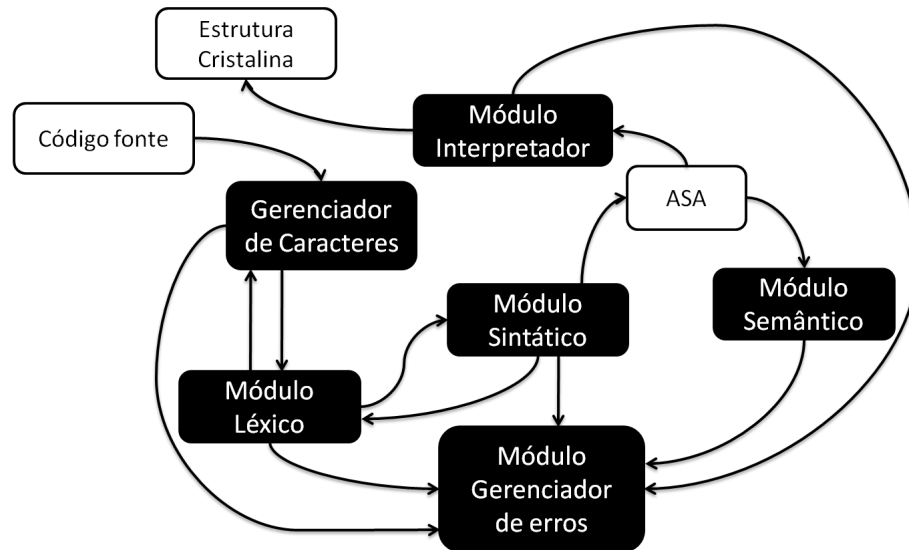 Estrutura
Cristalina
Código fonte
Módulo
Interpretador
ASA
Gerenciador
de Caracteres
Módulo
Sintático
Módulo
Semântico
Módulo
Léxico
Módulo
Gerenciador
de erros